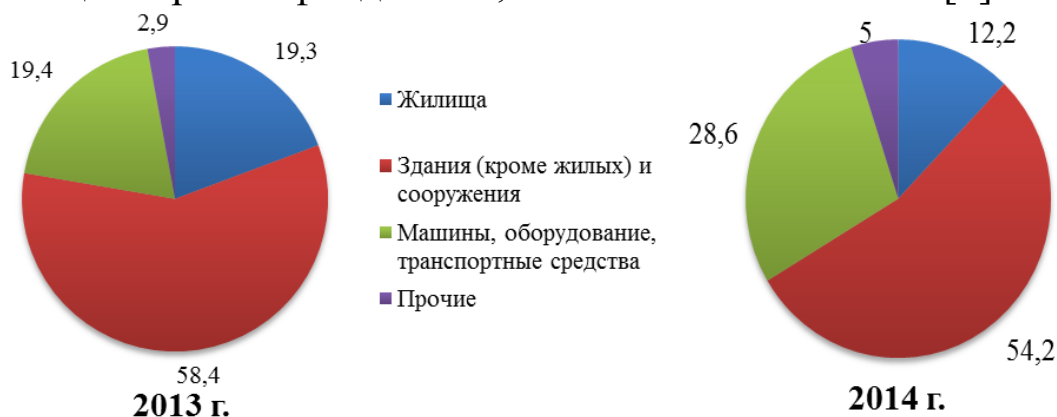 2,9
19,4
19,3
58,4
2013 г.
Жилища
Здания (кроме жилых) и
сооружения
Машины, оборудование,
транспортные средства
Прочие
5
12,2
28,6
54,2
2014 г.